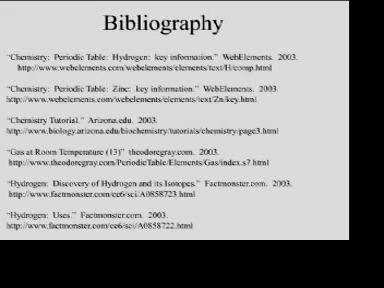 Bibliography
“Chemistry: Periodic Table: Hydrogen: key information.” WebElements. 2003.
http://www.webelements.com/webelements/elements/text/H/comp.html
“Chemistry: Periodic Table: Zinc: key information.” WebElements. 2003.
http://www.webelements.com/webelements/elements/text/Zn/key.html
“Chemistry Tutorial.” Arizona.edu. 2003.
http://www.biology.arizona.edu/biochemistry/tutorials/chemistry/page3.html
“Gas at Room Temperature (13)” theodoregray.com. 2003.
http://www.theodoregray.com/PeriodicTable/Elements/Gas/index.s7.html
“Hydrogen: Discovery of Hydrogen and its Isotopes.” Factmonster.com. 2003.
http://www.factmonster.com/ce6/sci/A0858723.html
“Hydrogen: Uses.” Factmonster.com. 2003.
http://www.factmonster.com/ce6/sci/A0858722.html